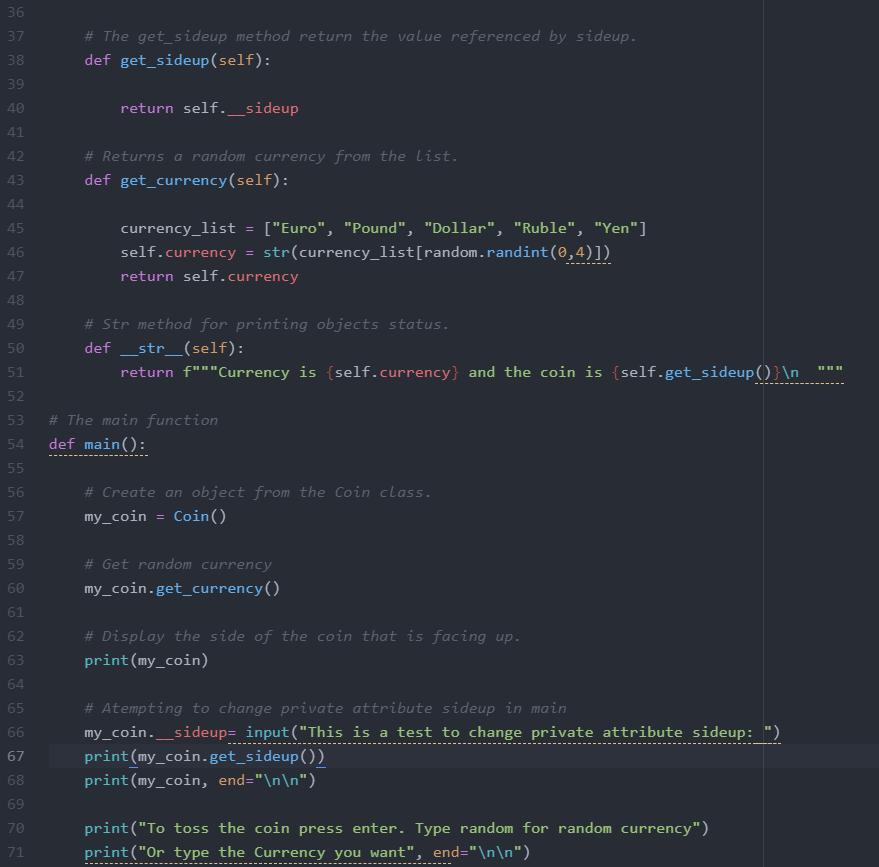 36
37 # The get_sideup method return the value referenced by sideup.
38 def get_sideup(self):
39
40 return self.__sideup
41
42 # Returns a random currency from the list.
43 def get_currency(self):
44
45 currency_list = ["Euro", "Pound", "Dollar", "Ruble", "Yen"]
46 self.currency = str(currency_list[random.randint(0,4)])
47 return self.currency
48
49 # Str method for printing objects status.
50 def __str__(self):
51 return f"""Currency is {self.currency} and the coin is {self.get_sideup()}\n  """
52
53 # The main function
54 def main():
55
56 # Create an object from the Coin class.
57 my_coin = Coin()
58
59 # Get random currency
60 my_coin.get_currency()
61
62 # Display the side of the coin that is facing up.
63 print(my_coin)
64
65 # Atempting to change private attribute sideup in main
66 my_coin.__sideup= input("This is a test to change private attribute sideup: ")
67 print(my_coin.get_sideup())
68 print(my_coin, end="\n\n")
69
70 print("To toss the coin press enter. Type random for random currency")
71 print("Or type the Currency you want", end="\n\n")